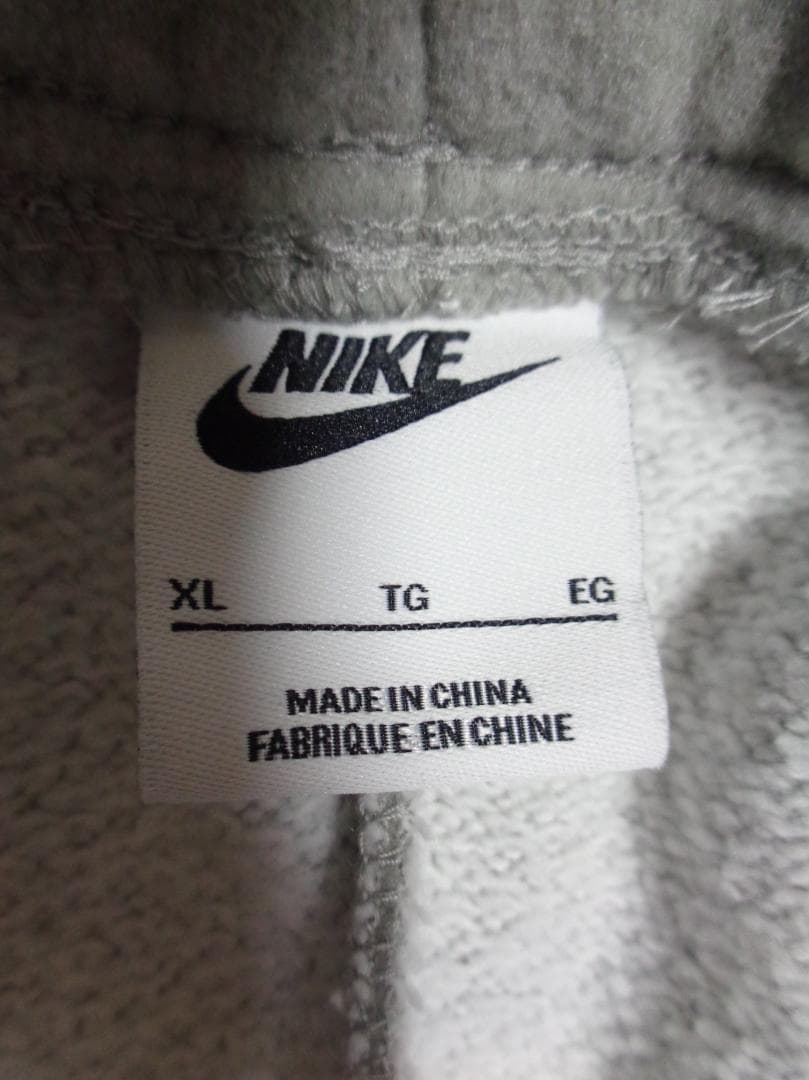 NIKE
XL TG EG
MADE IN CHINA
FABRIQUE EN CHINE